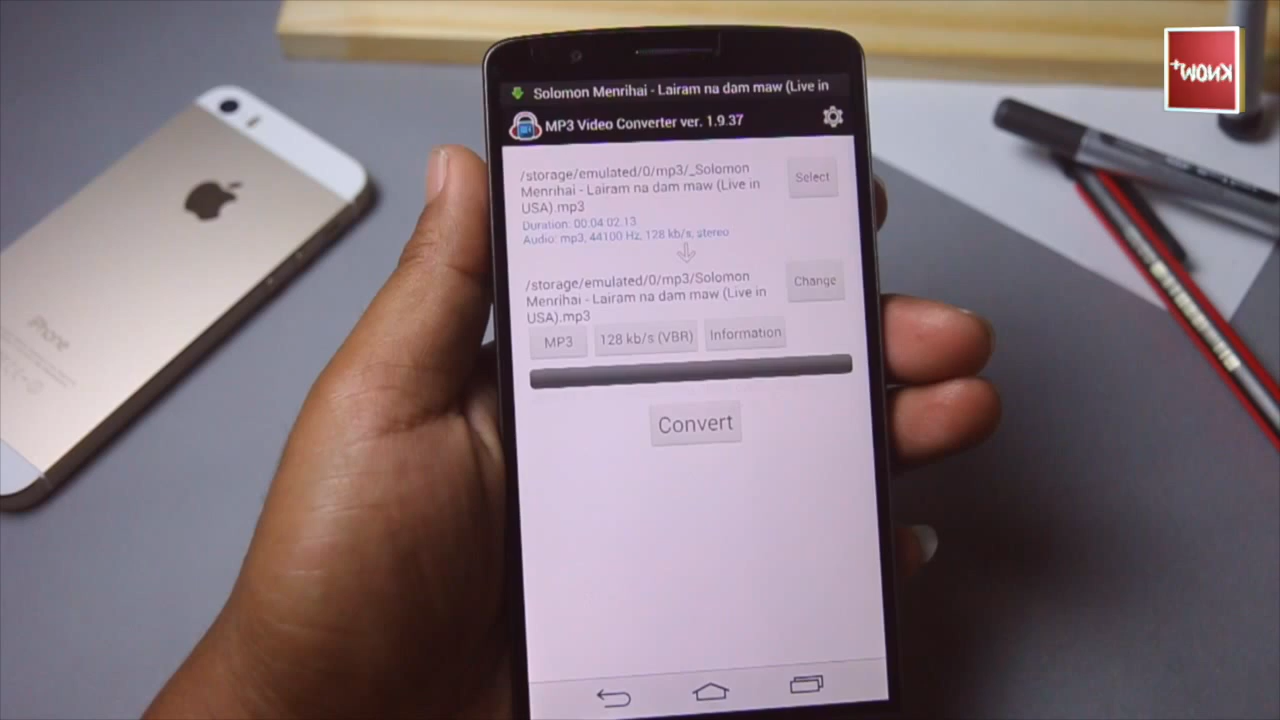 Solomon Menrihai - Lairam na dam maw (Live in
MP3 Video Converter ver. 1.9.37
/storage/emulated/0/mp3/_Solomon
Menrihai - Lairam na dam maw (Live in
USA).mp3
Select
Duration: 00:04:02.13
Audio: mp3, 44100 Hz, 128 kb/s, stereo
/storage/emulated/0/mp3/Solomon
Menrihai - Lairam na dam maw (Live in
USA).mp3
Change
MP3
128 kb/s (VBR)
Information
Convert
iPhone
KNOW+